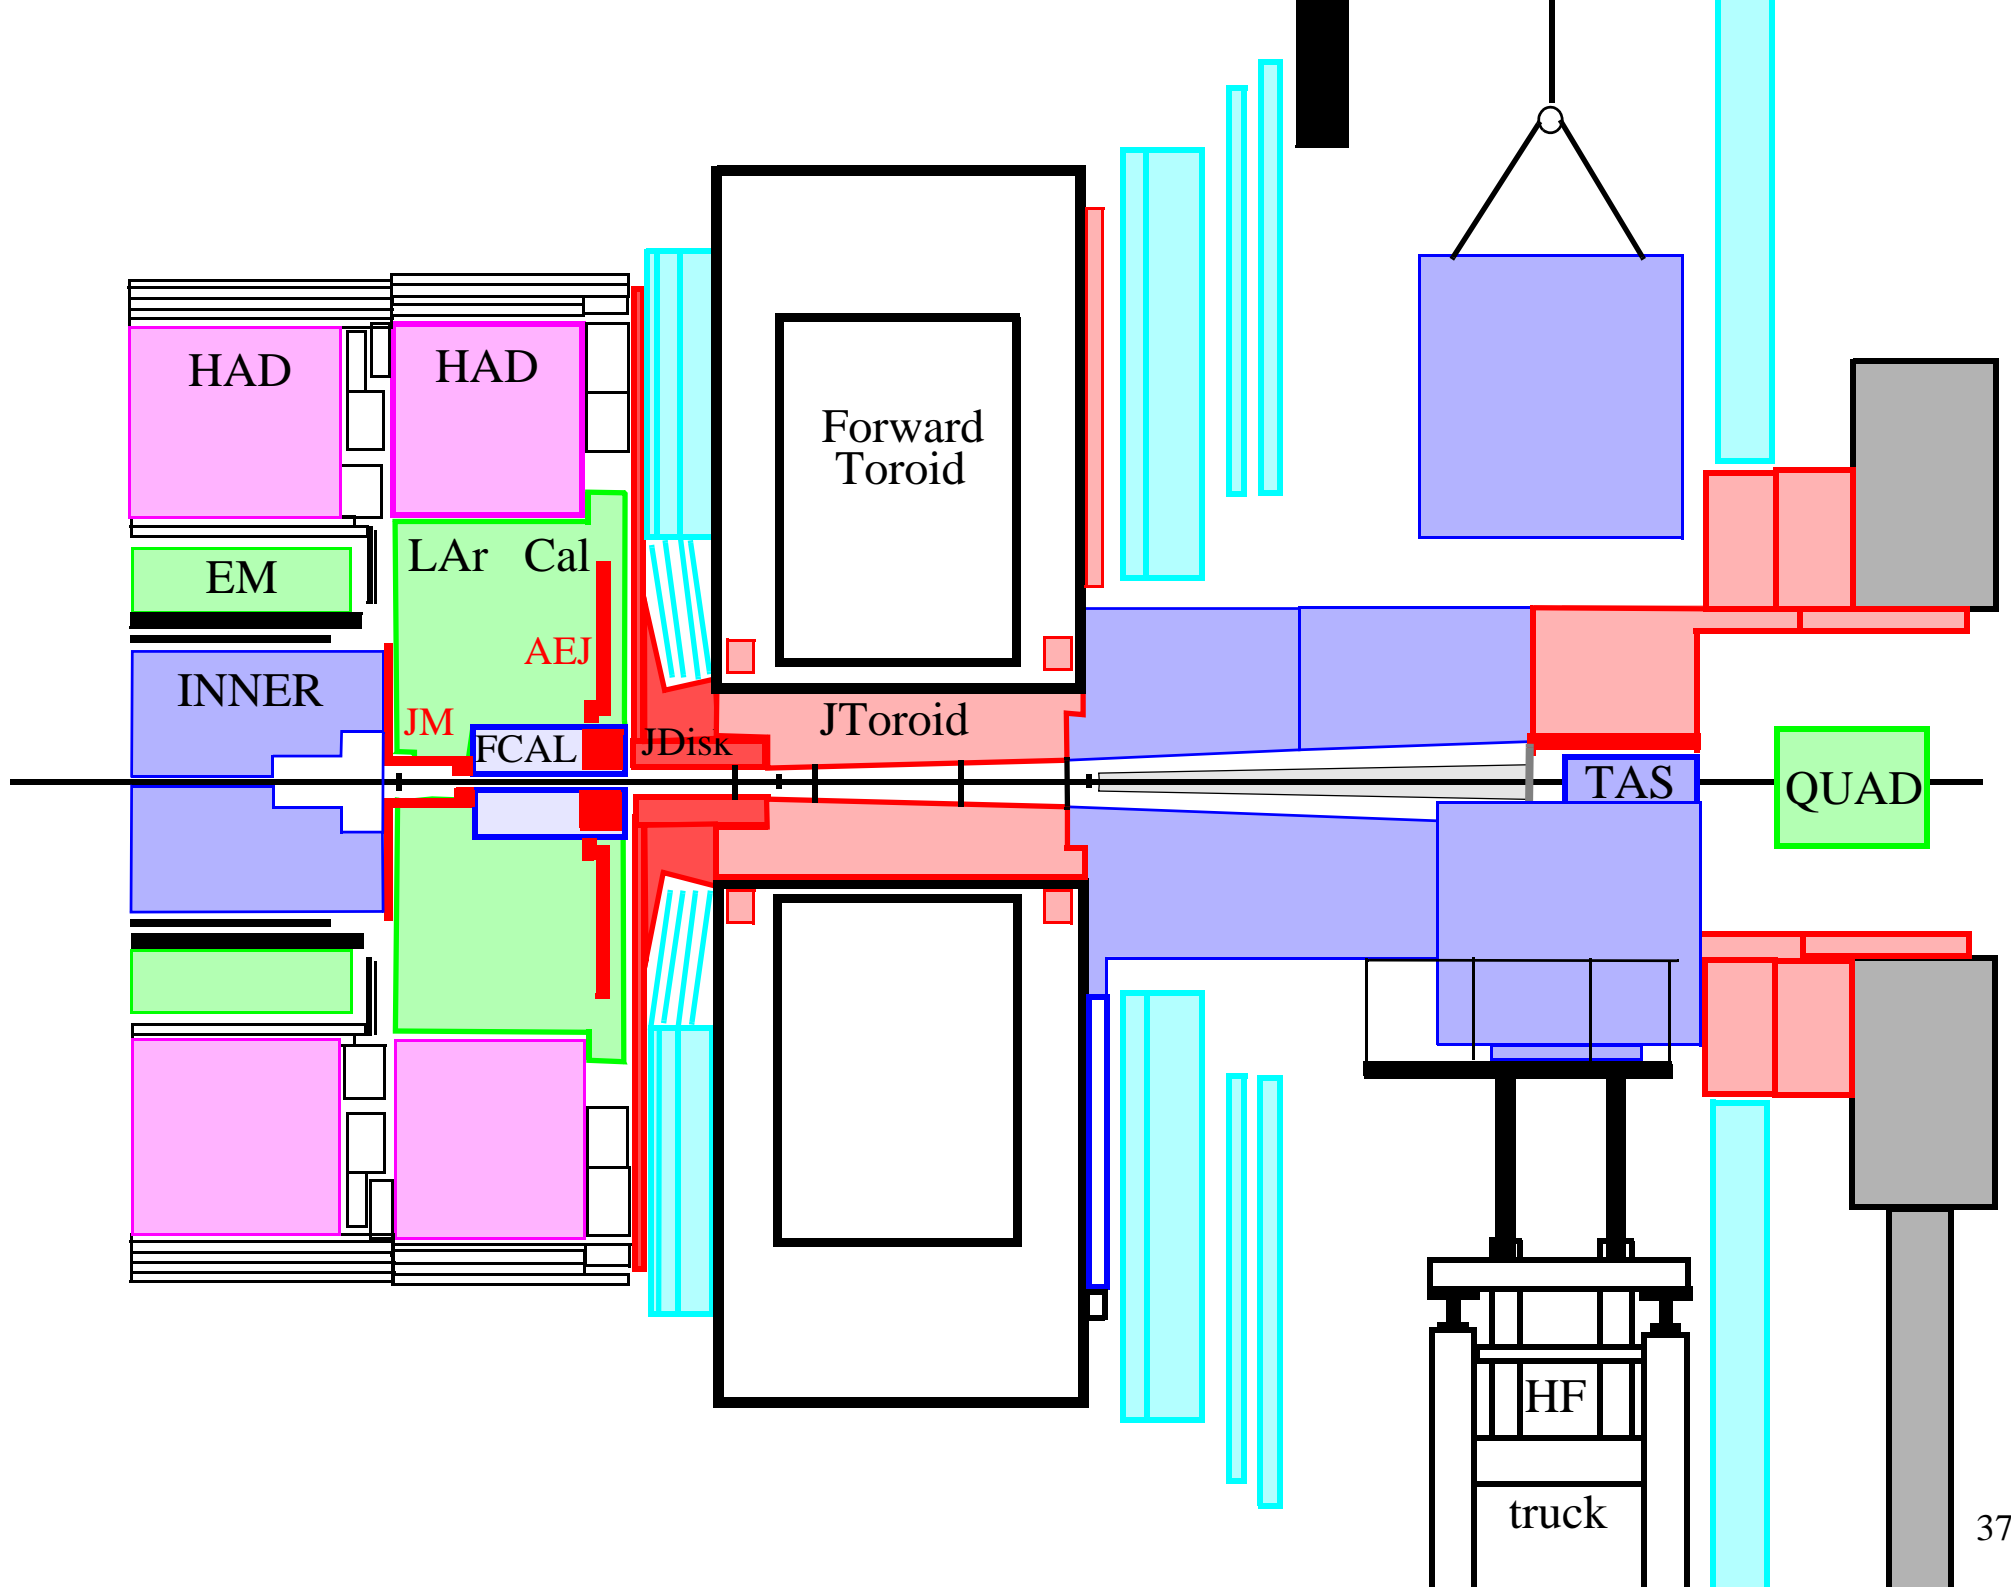 HAD
HAD
Forward
Toroid
LAr Cal
EM
AEJ
INNER
JM
JToroid
FCAL
JDisk
TAS
QUAD
HF
truck
37